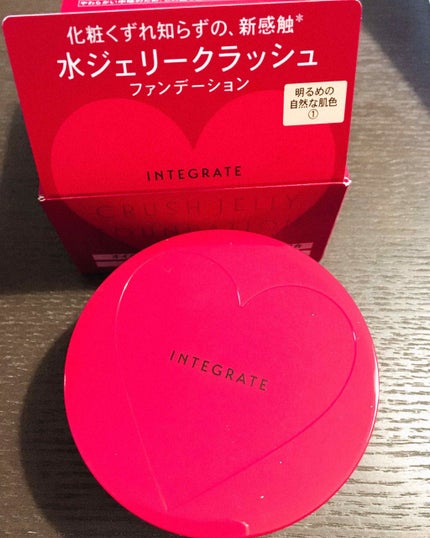 化粧くずれ知らずの、新感触*
水ジェリークラッシュ
ファンデーション
明るめの
自然な肌色
①
INTEGRATE
CRUSH JELLY
INTEGRATE